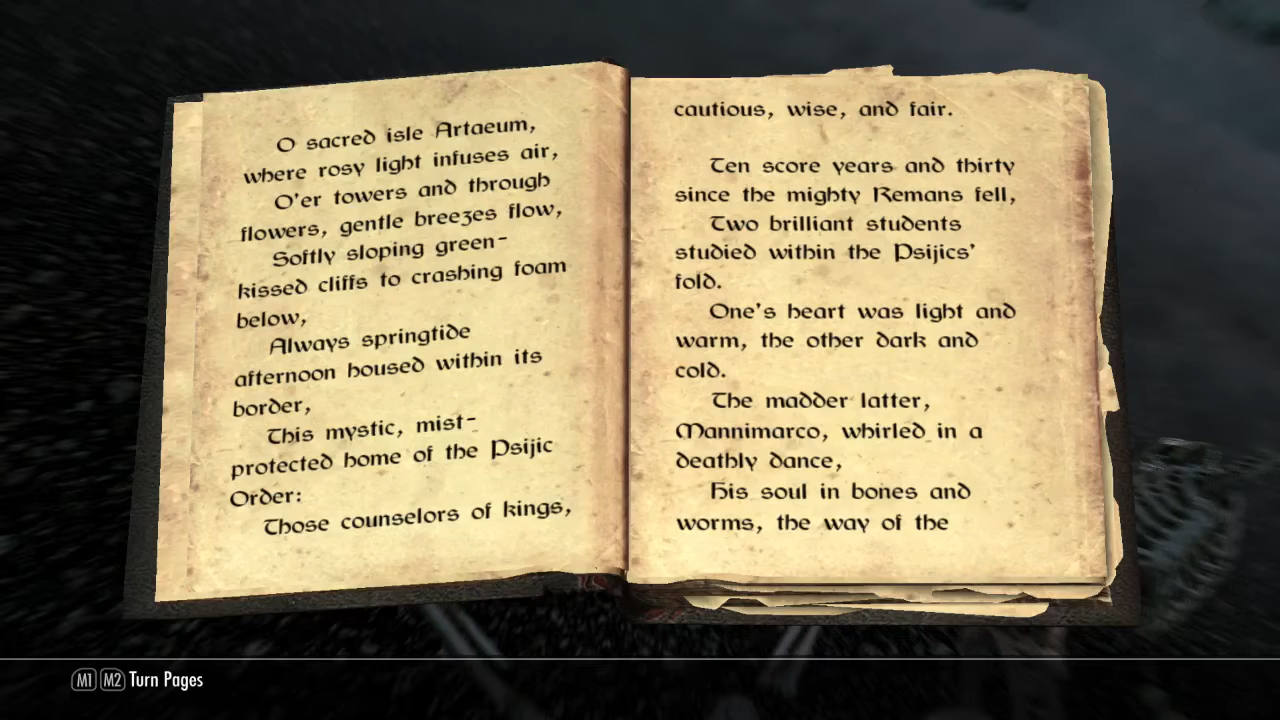 O sacred isle Artaeum,
where rosy light infuses air,
O'er towers and through
flowers, gentle breezes flow,
Softly sloping green-
kissed cliffs to crashing foam
below,
Always springtide
afternoon housed within its
border,
This mystic, mist-
protected home of the Psijic
Order:
Those counselors of kings,
cautious, wise, and fair.
Ten score years and thirty
since the mighty Remans fell,
Two brilliant students
studied within the Psijics'
fold.
One's heart was light and
warm, the other dark and
cold.
The madder latter,
Mannimarco, whirled in a
deathly dance,
His soul in bones and
worms, the way of the
M1 M2 Turn Pages